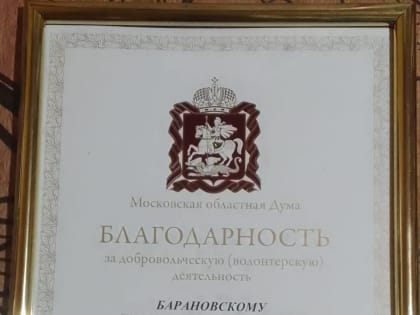 Московская областная Дума
БЛАГОДАРНОСТЬ
за добровольческую (волонтерскую)
деятельность
БАРАНОВСКОМУ